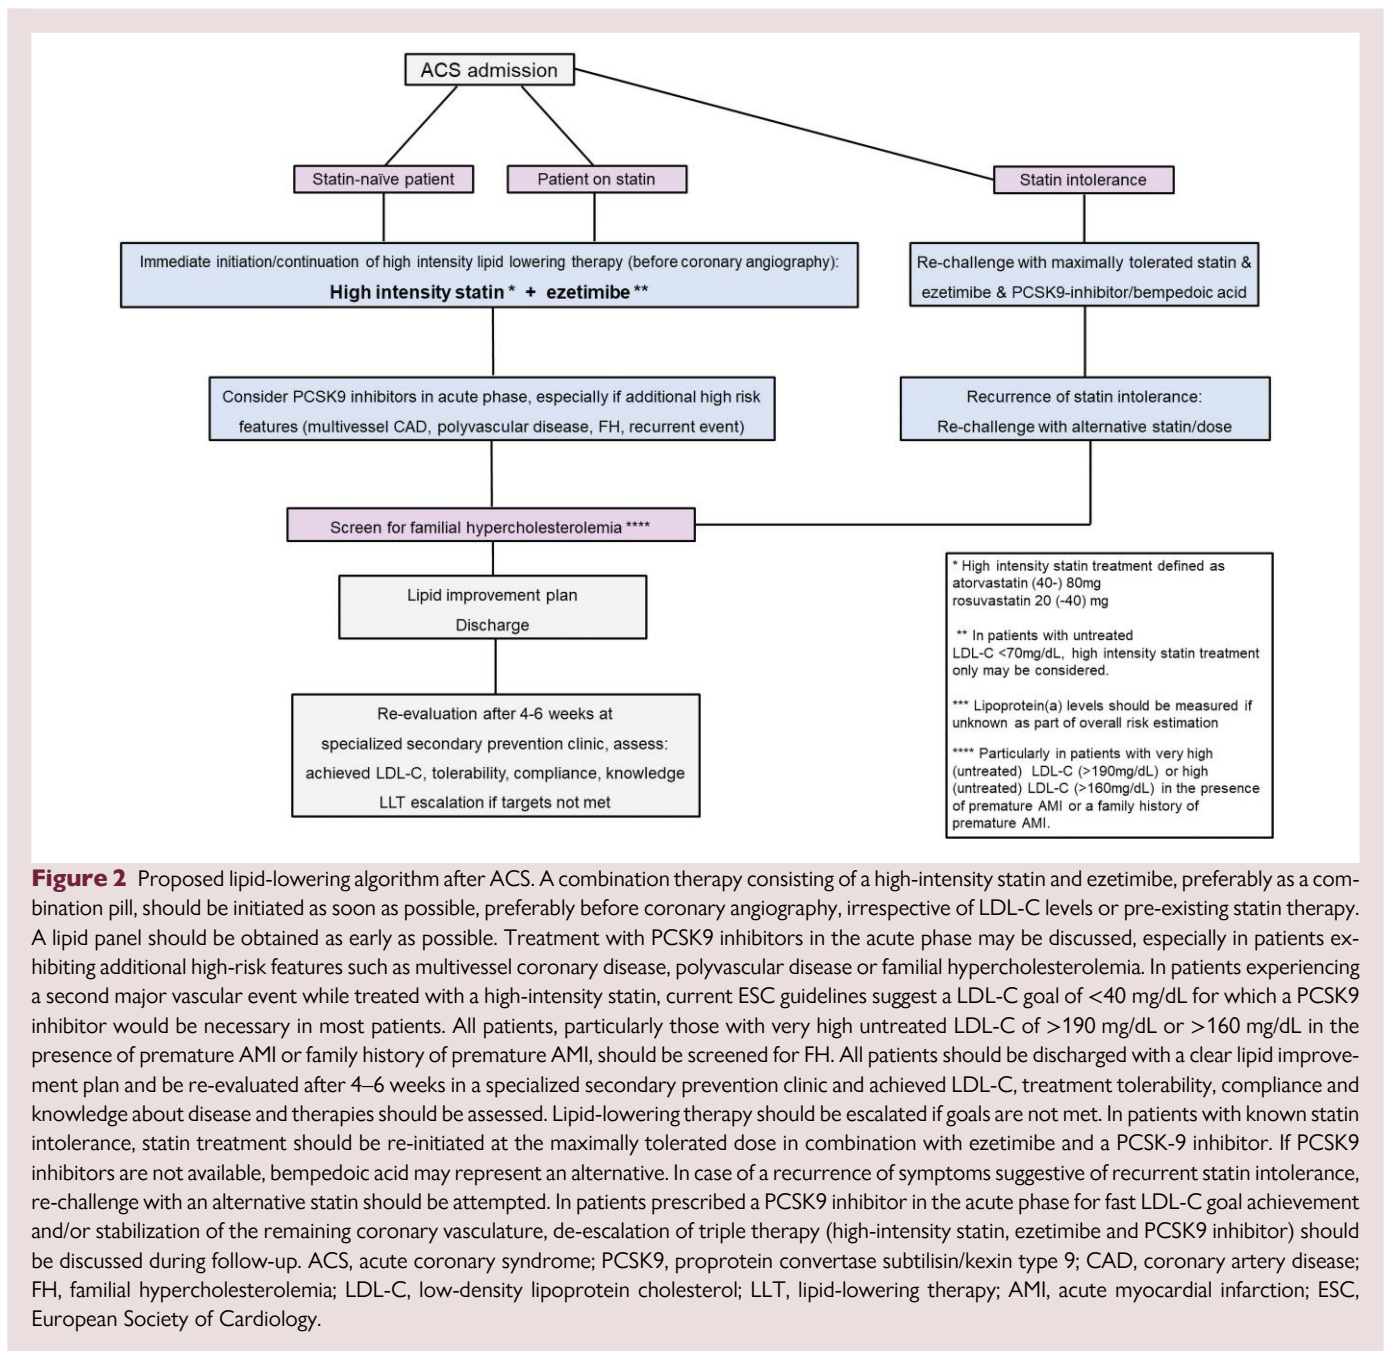 ACS admission
Statin-naïve patient
Patient on statin
Statin intolerance
Immediate initiation/continuation of high intensity lipid lowering therapy (before coronary angiography):
High intensity statin * + ezetimibe **
Re-challenge with maximally tolerated statin &
ezetimibe & PCSK9-inhibitor/bempedoic acid
Consider PCSK9 inhibitors in acute phase, especially if additional high risk
features (multivessel CAD, polyvascular disease, FH, recurrent event)
Recurrence of statin intolerance:
Re-challenge with alternative statin/dose
Screen for familial hypercholesterolemia ****
Lipid improvement plan
Discharge
Re-evaluation after 4-6 weeks at
specialized secondary prevention clinic, assess:
achieved LDL-C, tolerability, compliance, knowledge
LLT escalation if targets not met
* High intensity statin treatment defined as
atorvastatin (40-) 80mg
rosuvastatin 20 (-40) mg
** In patients with untreated
LDL-C <70mg/dL, high intensity statin treatment
only may be considered.
*** Lipoprotein(a) levels should be measured if
unknown as part of overall risk estimation
**** Particularly in patients with very high
(untreated) LDL-C (>190mg/dL) or high
(untreated) LDL-C (>160mg/dL) in the presence
of premature AMI or a family history of
premature AMI.
Figure 2 Proposed lipid-lowering algorithm after ACS. A combination therapy consisting of a high-intensity statin and ezetimibe, preferably as a com-
bination pill, should be initiated as soon as possible, preferably before coronary angiography, irrespective of LDL-C levels or pre-existing statin therapy.
A lipid panel should be obtained as early as possible. Treatment with PCSK9 inhibitors in the acute phase may be discussed, especially in patients ex-
hibiting additional high-risk features such as multivessel coronary disease, polyvascular disease or familial hypercholesterolemia. In patients experiencing
a second major vascular event while treated with a high-intensity statin, current ESC guidelines suggest a LDL-C goal of <40 mg/dL for which a PCSK9
inhibitor would be necessary in most patients. All patients, particularly those with very high untreated LDL-C of >190 mg/dL or >160 mg/dL in the
presence of premature AMI or family history of premature AMI, should be screened for FH. All patients should be discharged with a clear lipid improve-
ment plan and be re-evaluated after 4–6 weeks in a specialized secondary prevention clinic and achieved LDL-C, treatment tolerability, compliance and
knowledge about disease and therapies should be assessed. Lipid-lowering therapy should be escalated if goals are not met. In patients with known statin
intolerance, statin treatment should be re-initiated at the maximally tolerated dose in combination with ezetimibe and a PCSK-9 inhibitor. If PCSK9
inhibitors are not available, bempedoic acid may represent an alternative. In case of a recurrence of symptoms suggestive of recurrent statin intolerance,
re-challenge with an alternative statin should be attempted. In patients prescribed a PCSK9 inhibitor in the acute phase for fast LDL-C goal achievement
and/or stabilization of the remaining coronary vasculature, de-escalation of triple therapy (high-intensity statin, ezetimibe and PCSK9 inhibitor) should
be discussed during follow-up. ACS, acute coronary syndrome; PCSK9, proprotein convertase subtilisin/kexin type 9; CAD, coronary artery disease;
FH, familial hypercholesterolemia; LDL-C, low-density lipoprotein cholesterol; LLT, lipid-lowering therapy; AMI, acute myocardial infarction; ESC,
European Society of Cardiology.